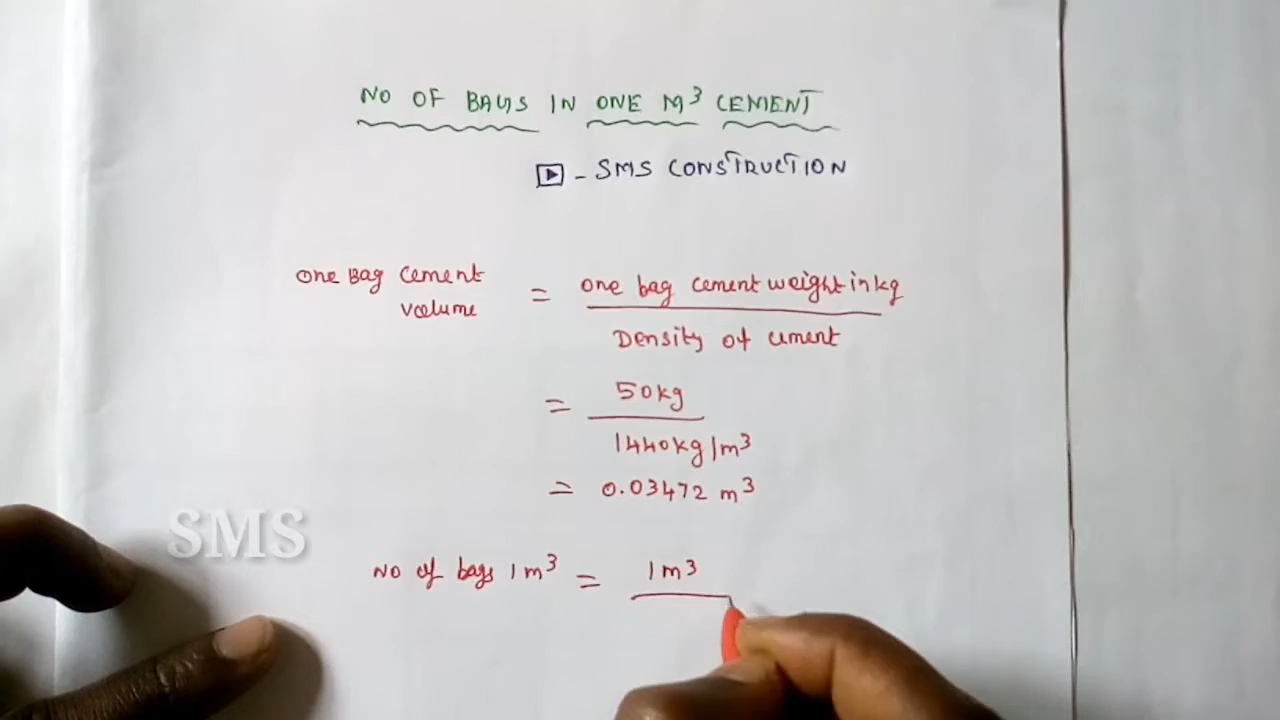 NO OF BAGS IN ONE M³ CEMENT
▶ - SMS CONSTRUCTION
One Bag cement volume = one bag cement weight in kg
Density of cement
= 50kg
1440kg/m³
= 0.03472 m³
SMS
No of bags 1m³ = 1m³